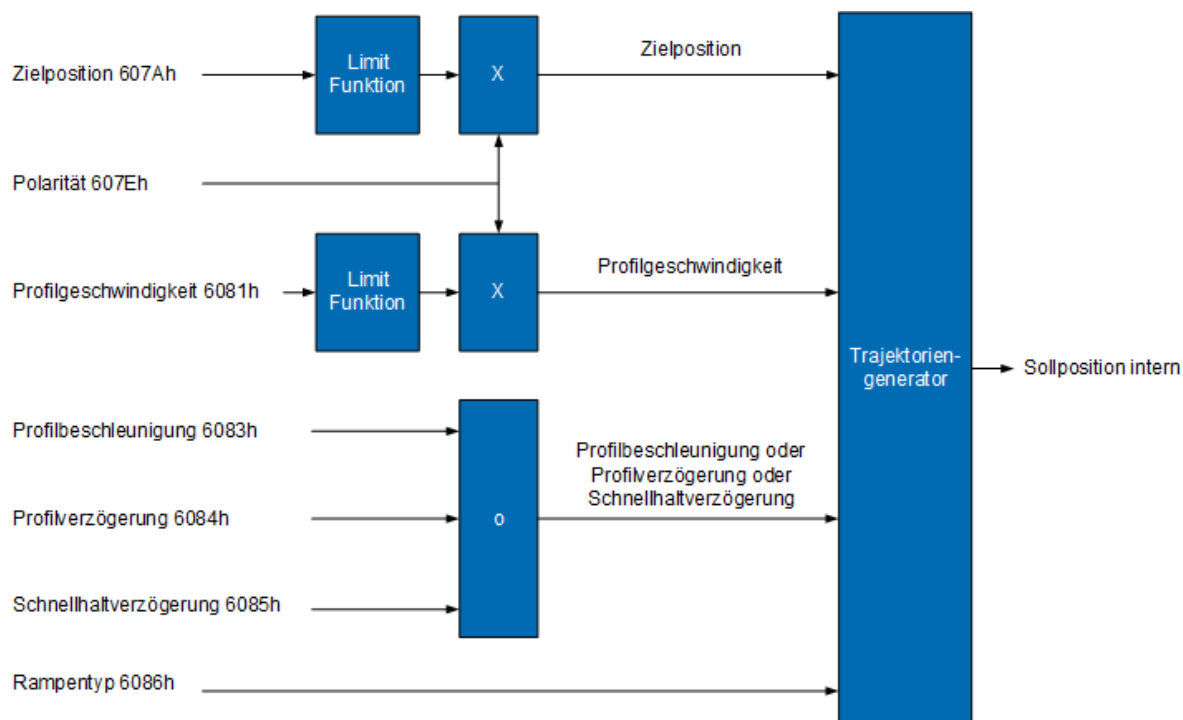 Zielposition 607Ah
Limit
Funktion
X
Zielposition
Polarität 607Eh
Profilgeschwindigkeit 6081h
Limit
Funktion
X
Profilgeschwindigkeit
Trajektorien-
generator
Sollposition intern
Profilbeschleunigung 6083h
Profilverzögerung 6084h
Schnellhaltverzögerung 6085h
o
Profilbeschleunigung oder
Profilverzögerung oder
Schnellhaltverzögerung
Rampentyp 6086h